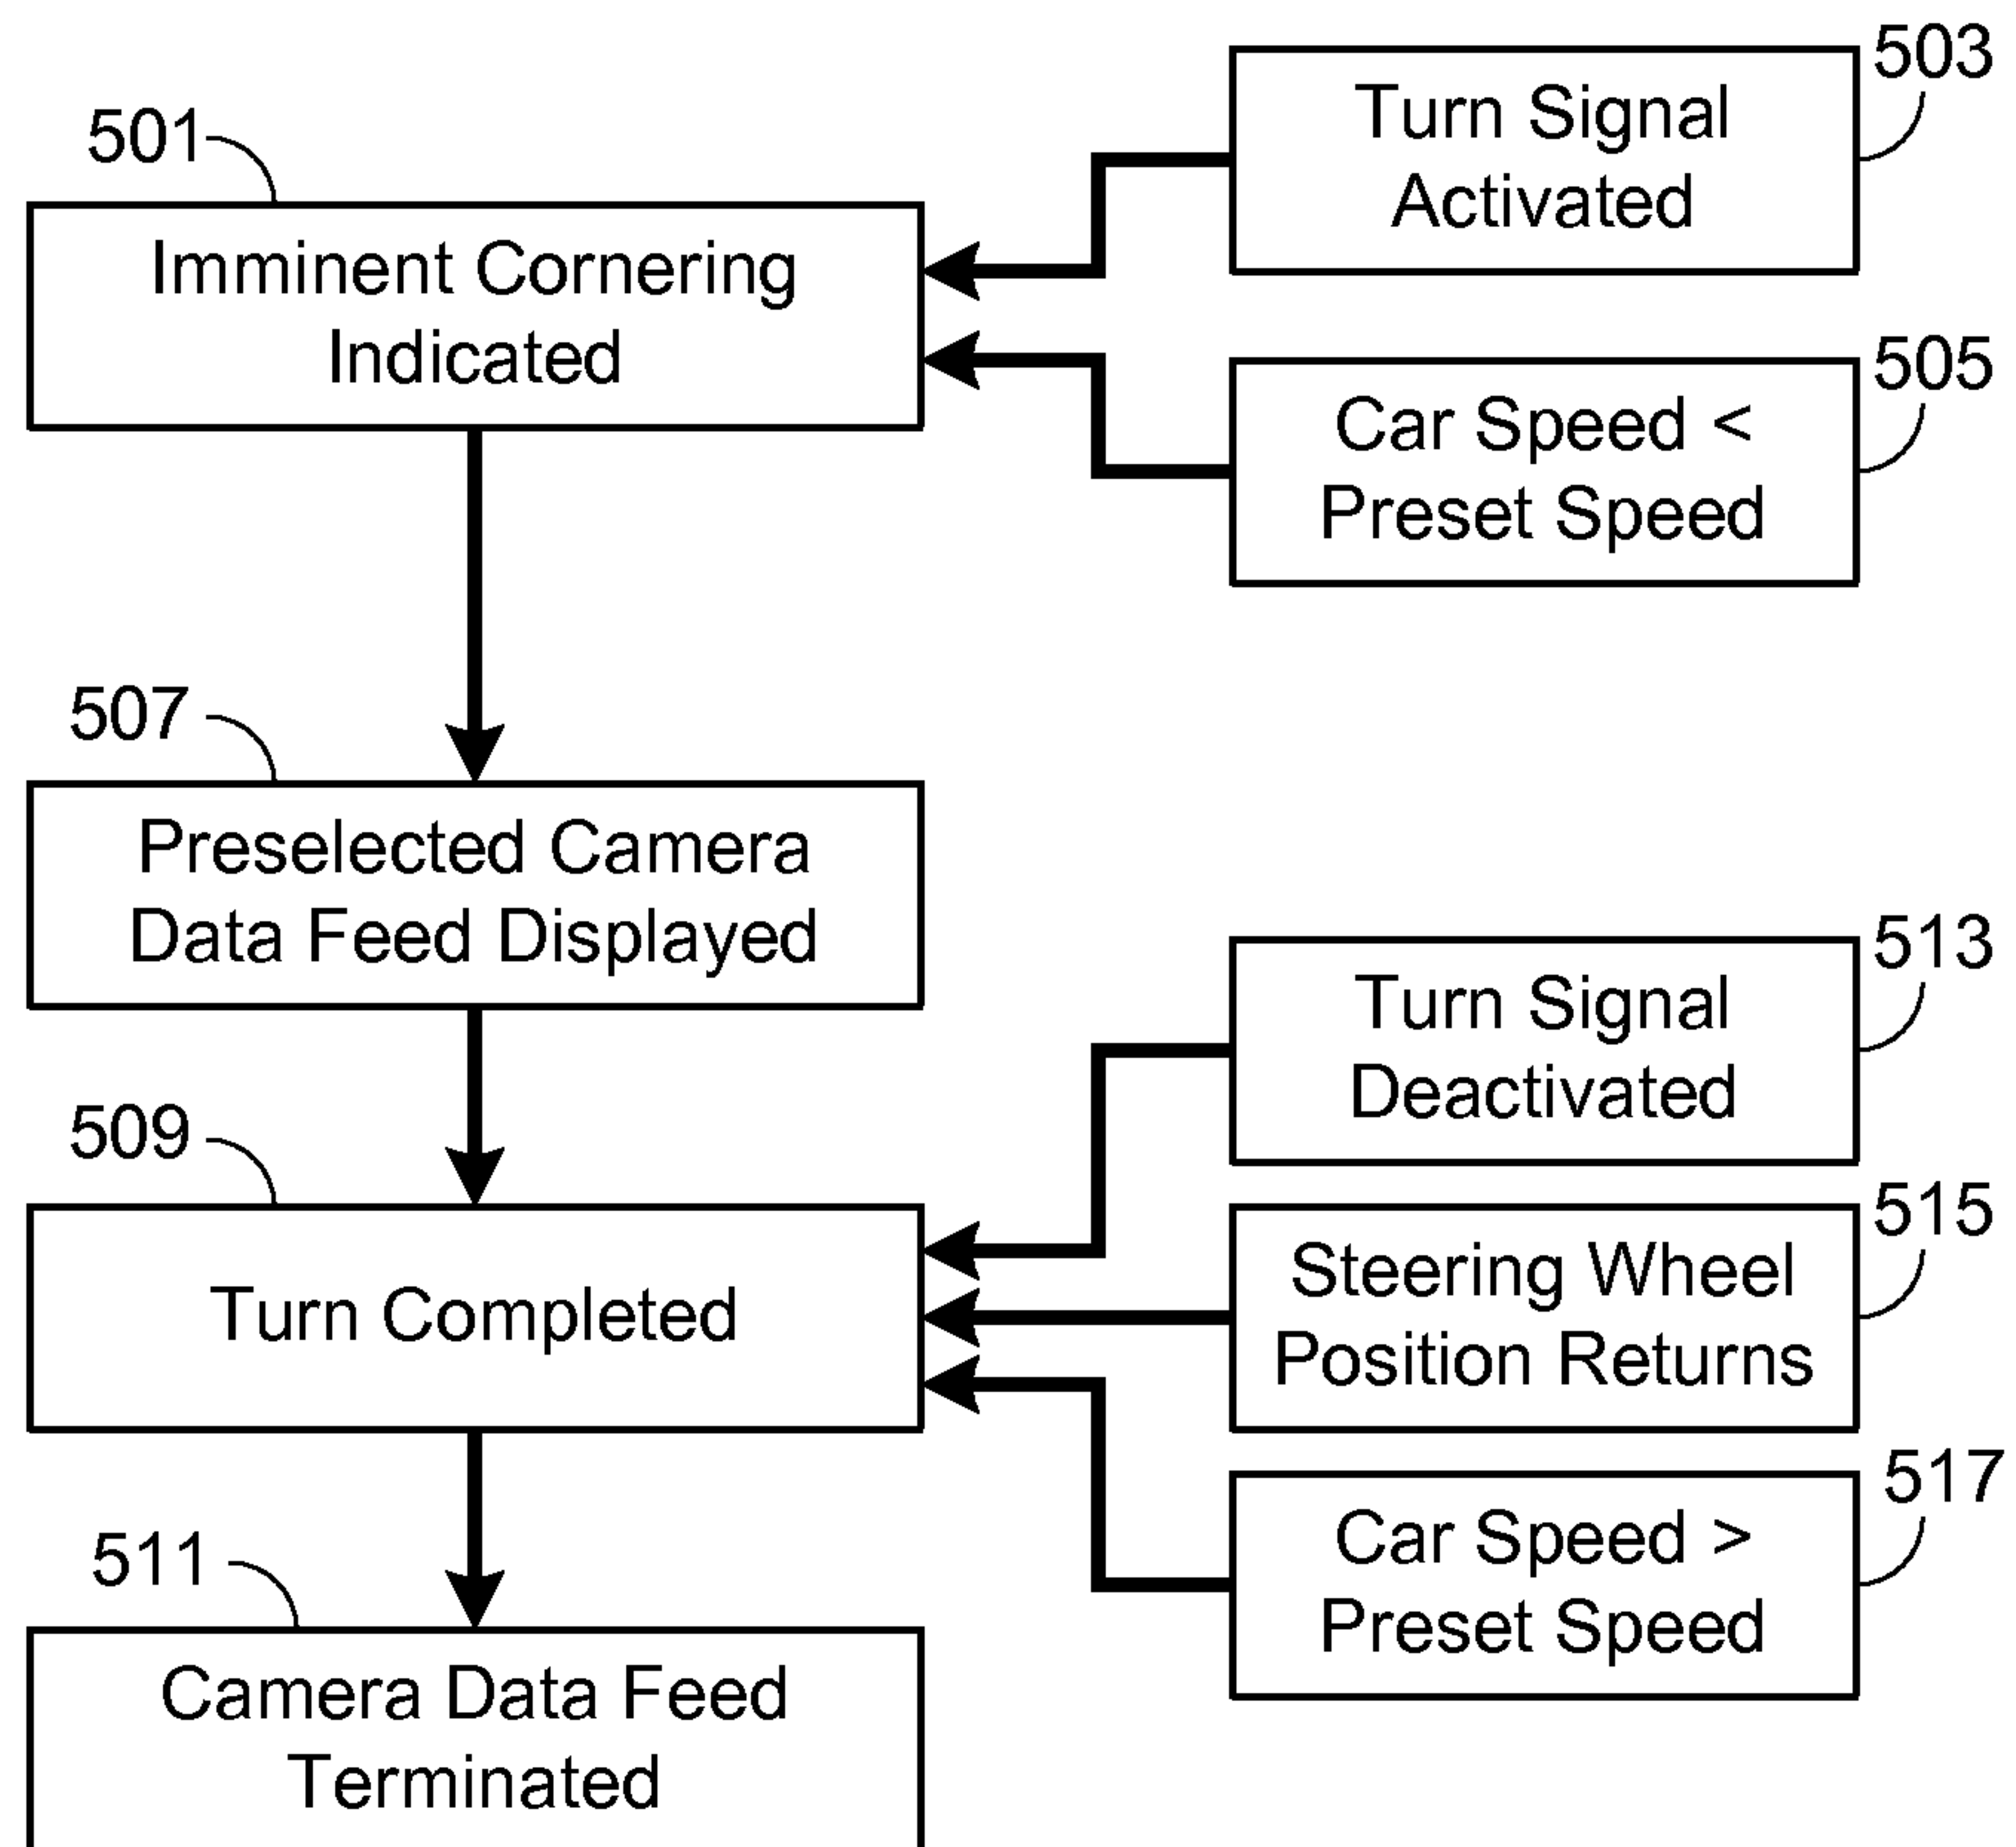 503
Turn Signal
Activated
501
Imminent Cornering
Indicated
505
Car Speed <
Preset Speed
507
Preselected Camera
Data Feed Displayed
513
Turn Signal
Deactivated
509
Turn Completed
515
Steering Wheel
Position Returns
517
Car Speed >
Preset Speed
511
Camera Data Feed
Terminated